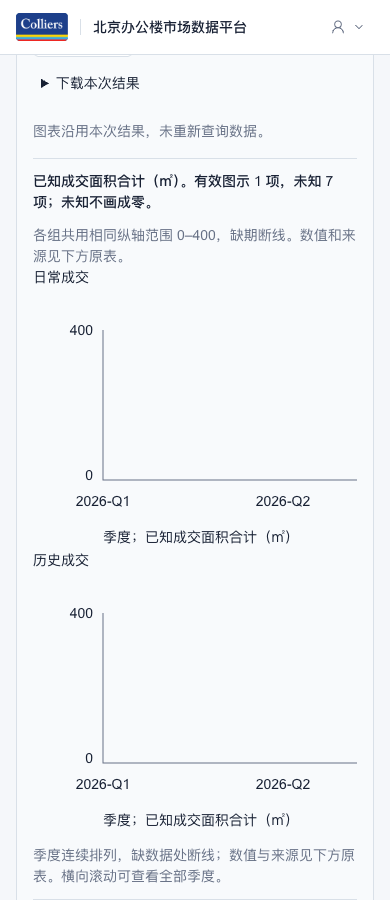 Colliers
北京办公楼市场数据平台
▶ 下载本次结果
图表沿用本次结果，未重新查询数据。
已知成交面积合计（㎡）。有效图示 1 项，未知 7
项；未知不画成零。
各组共用相同纵轴范围 0–400，缺期断线。数值和来
源见下方原表。
日常成交
400
0
2026-Q1 2026-Q2
季度；已知成交面积合计（㎡）
历史成交
400
0
2026-Q1 2026-Q2
季度；已知成交面积合计（㎡）
季度连续排列，缺数据处断线；数值与来源见下方原
表。横向滚动可查看全部季度。